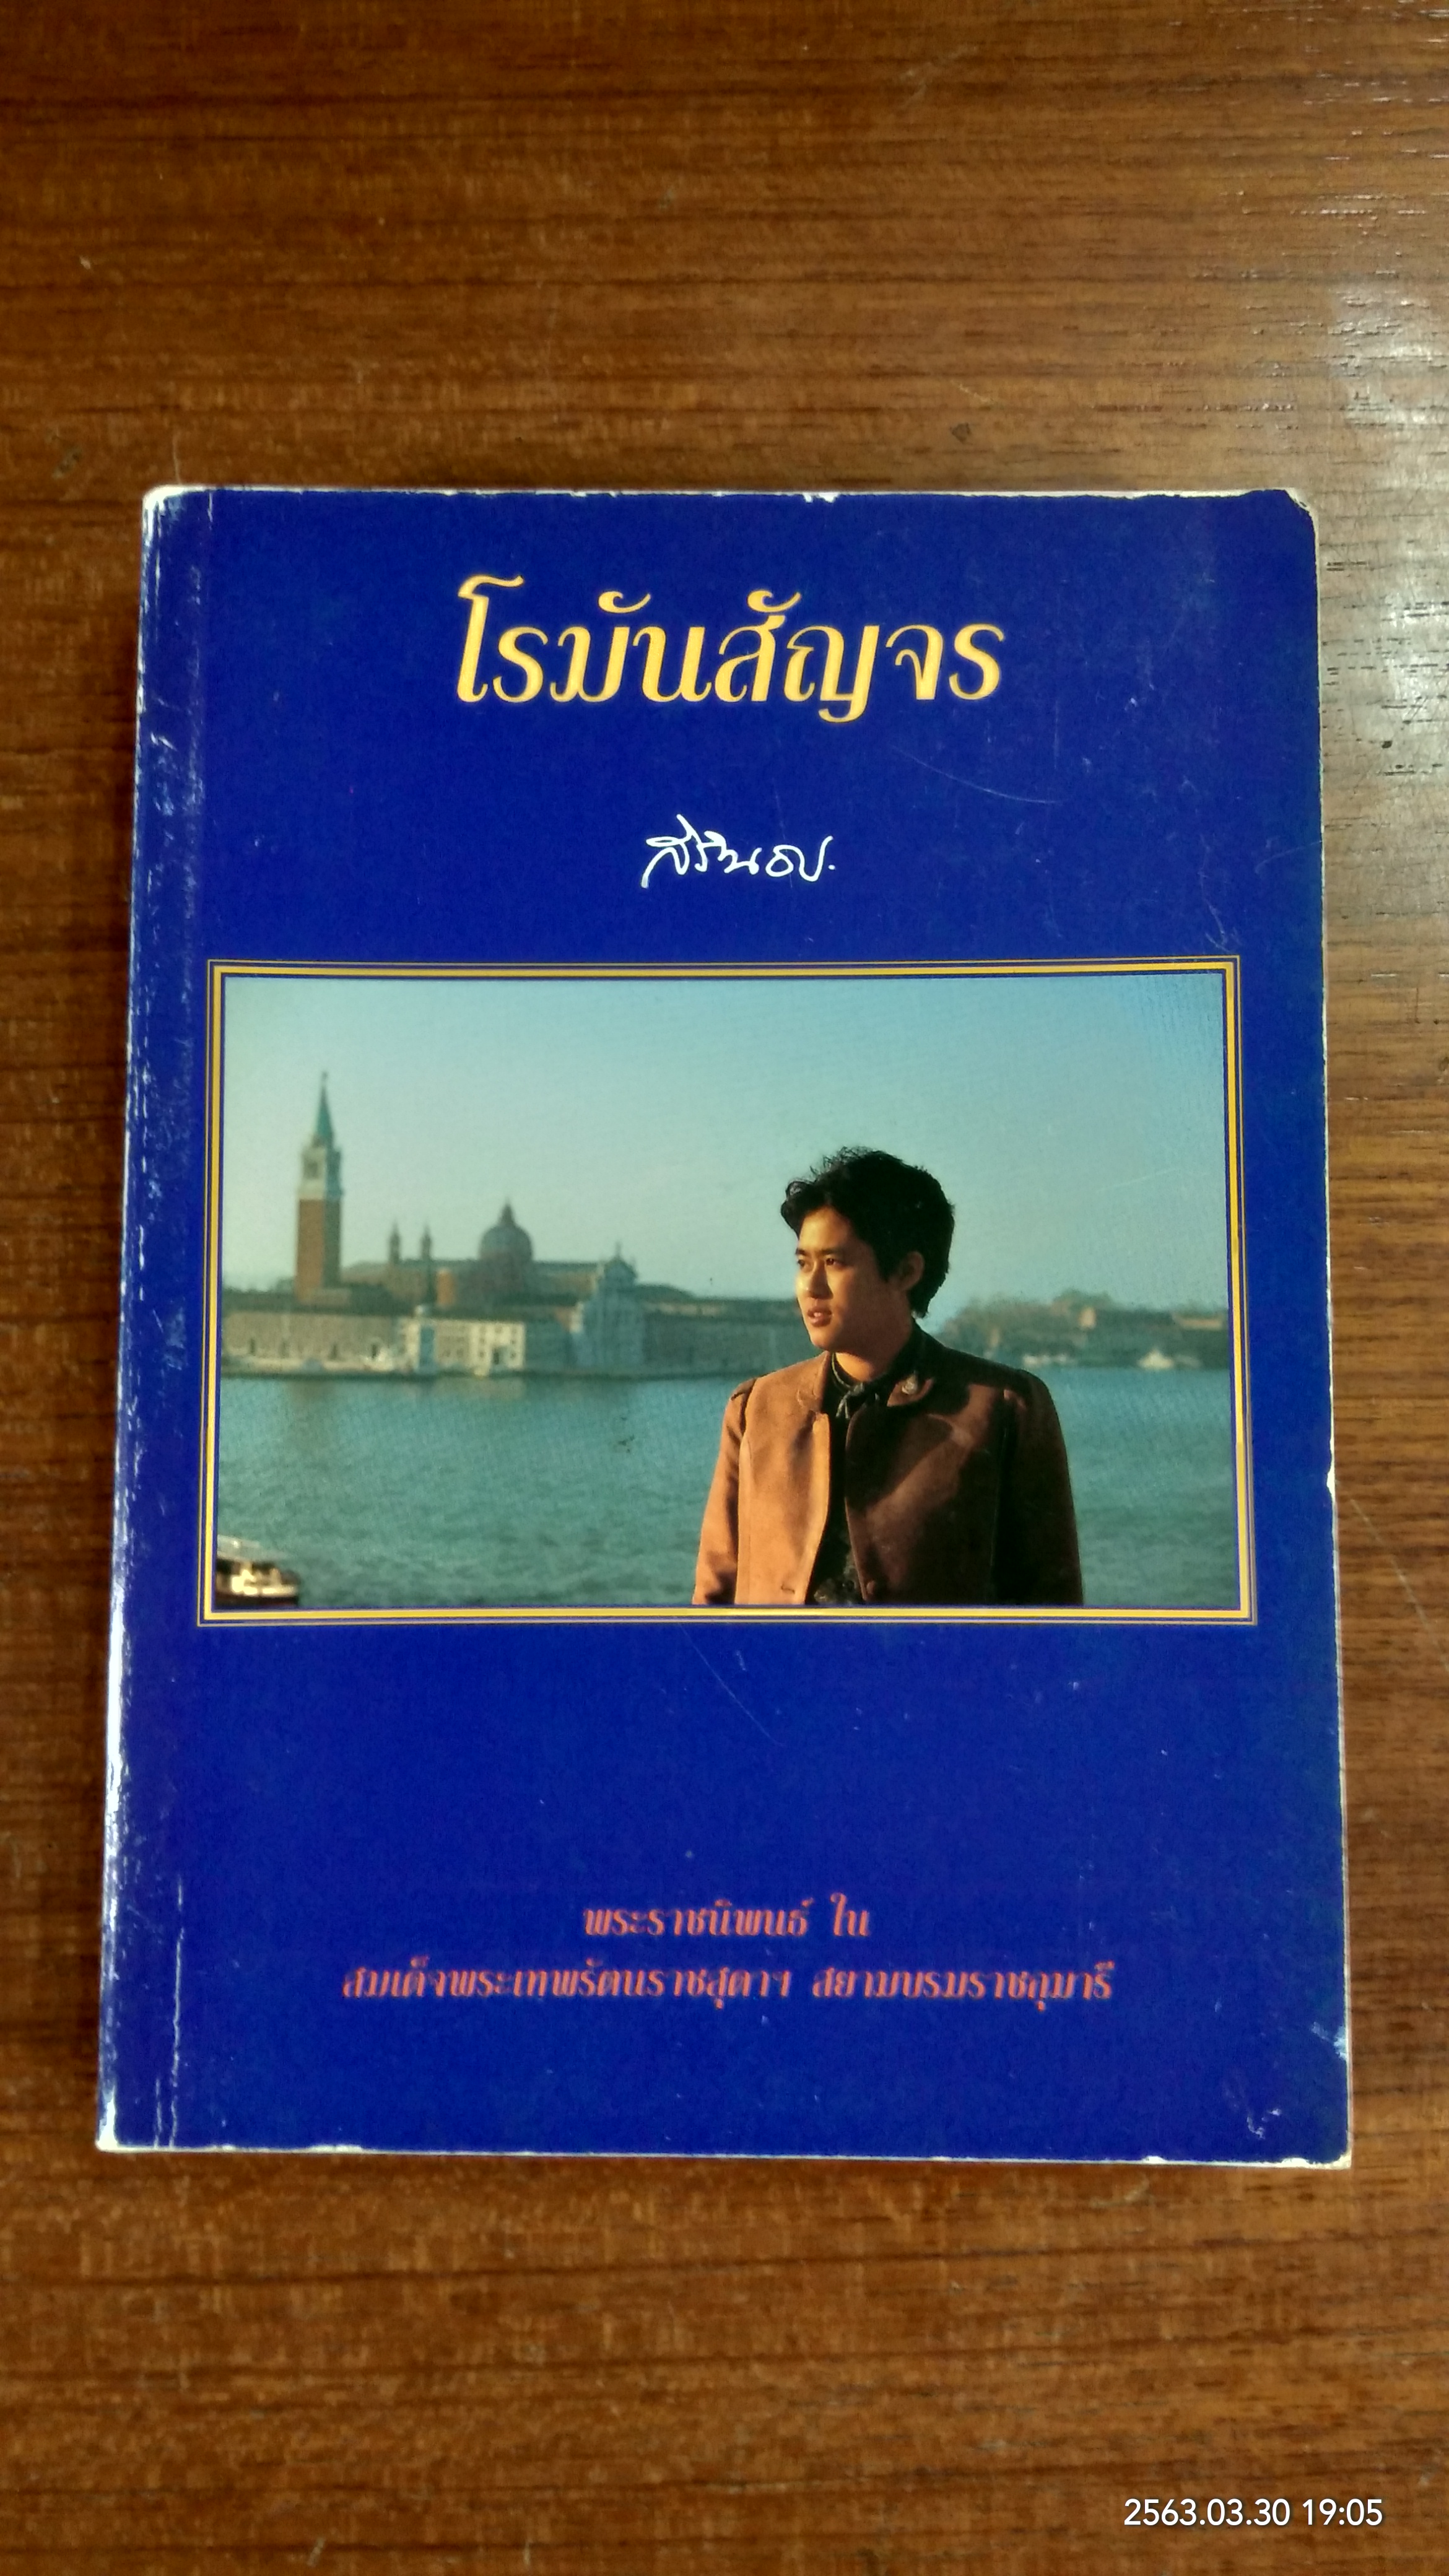 โรมันสัญจร
สิรินธร
พระราชนิพนธ์ ใน
สมเด็จพระเทพรัตนราชสุดาฯ สยามบรมราชกุมารี
2563.03.30 19:05